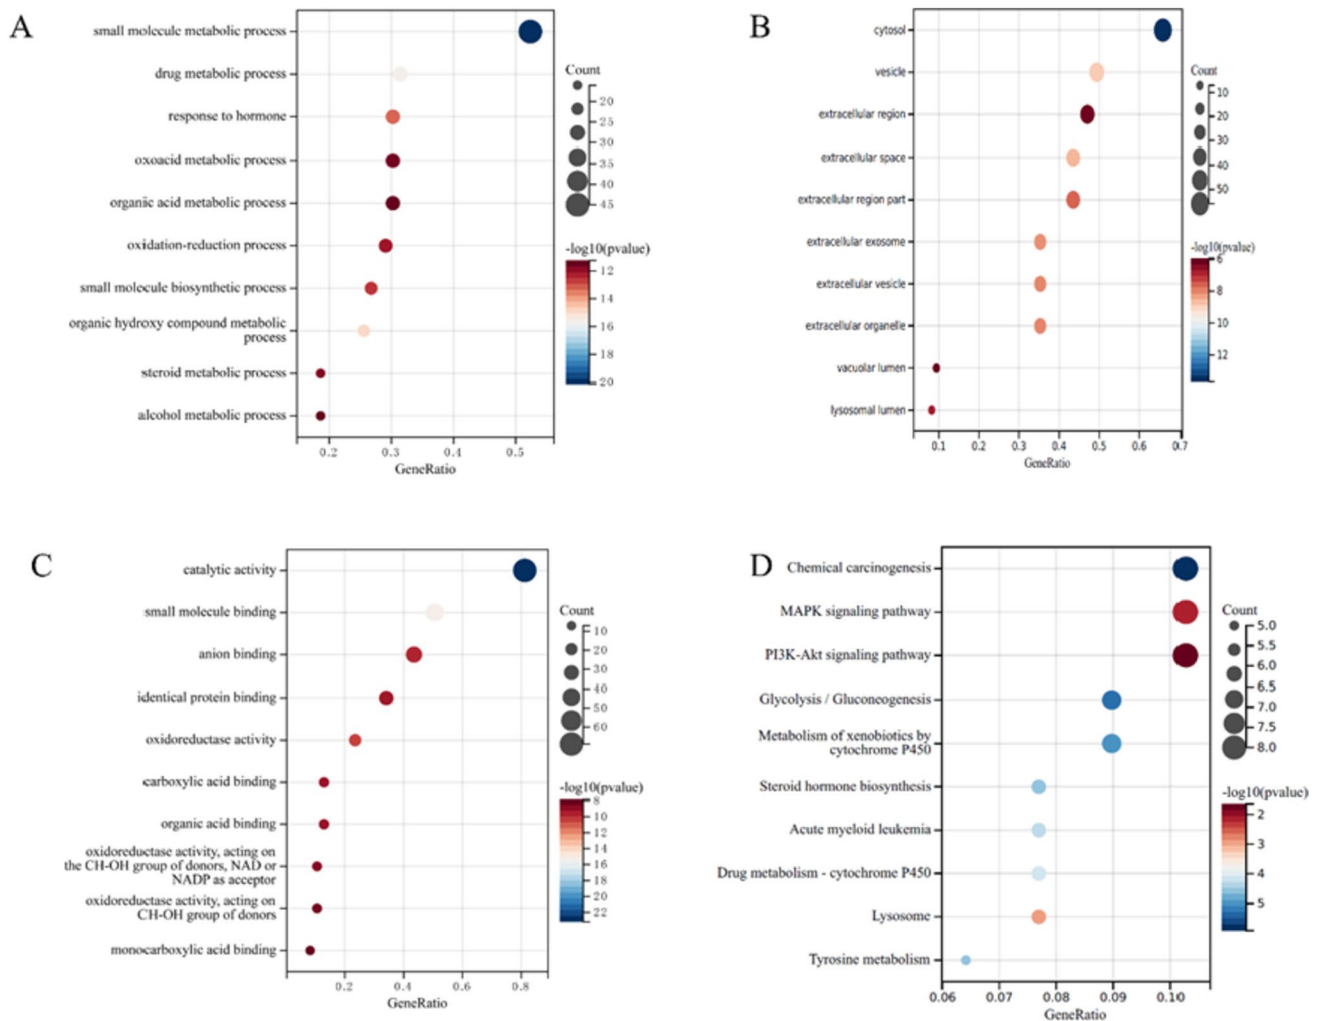 A
small molecule metabolic process
drug metabolic process
response to hormone
oxoacid metabolic process
organic acid metabolic process
oxidation-reduction process
small molecule biosynthetic process
organic hydroxy compound metabolic
process
steroid metabolic process
alcohol metabolic process
0.2 0.3 0.4 0.5
GeneRatio
Count
20
25
30
35
40
45
-log10(pvalue)
12
14
16
18
20
B
cytosol
vesicle
extracellular region
extracellular space
extracellular region part
extracellular exosome
extracellular vesicle
extracellular organelle
vacuolar lumen
lysosomal lumen
0.1 0.2 0.3 0.4 0.5 0.6 0.7
GeneRatio
Count
10
20
30
40
50
-log10(pvalue)
6
8
10
12
C
catalytic activity
small molecule binding
anion binding
identical protein binding
oxidoreductase activity
carboxylic acid binding
organic acid binding
oxidoreductase activity, acting on
the CH-OH group of donors, NAD or
NADP as acceptor
oxidoreductase activity, acting on
CH-OH group of donors
monocarboxylic acid binding
0.2 0.4 0.6 0.8
GeneRatio
Count
10
20
30
40
50
60
-log10(pvalue)
8
10
12
14
16
18
20
22
D
Chemical carcinogenesis
MAPK signaling pathway
PI3K-Akt signaling pathway
Glycolysis / Gluconeogenesis
Metabolism of xenobiotics by
cytochrome P450
Steroid hormone biosynthesis
Acute myeloid leukemia
Drug metabolism - cytochrome P450
Lysosome
Tyrosine metabolism
0.06 0.07 0.08 0.09 0.10
GeneRatio
Count
5.0
5.5
6.0
6.5
7.0
7.5
8.0
-log10(pvalue)
2
3
4
5